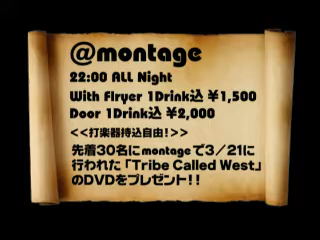 @montage
22:00 ALL Night
With FIryer 1Drink込 ¥1,500
Door 1Drink込 ¥2,000
<<打楽器持込自由!>>
先着30名にmontageで3/21に
行われた「Tribe Called West」
のDVDをプレゼント!!